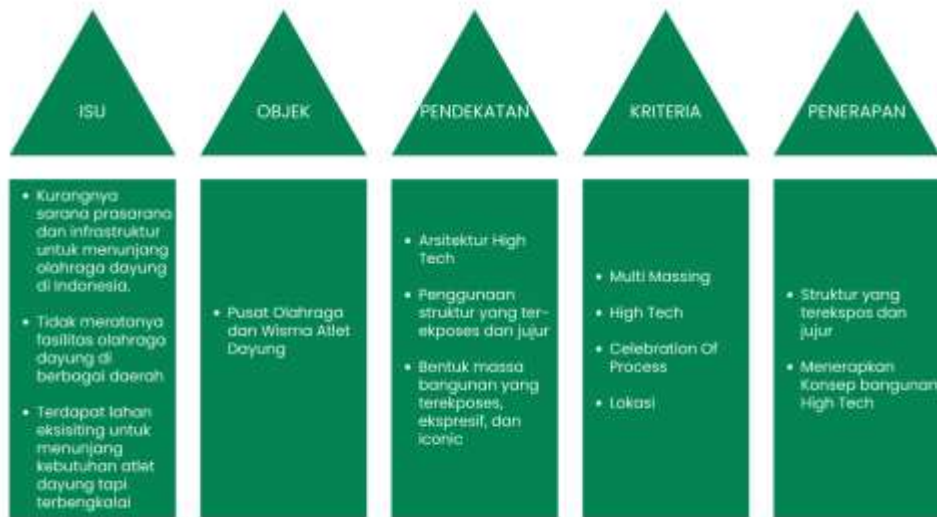 ISU
OBJEK
PENDEKATAN
KRITERIA
PENERAPAN
• Kurangnya
sarana prasarana
dan infrastruktur
untuk menunjang
olahraga dayung
di Indonesia.
• Tidak meratanya
fasilitas olahraga
dayung di
berbagai daerah
• Terdapat lahan
eksisiting untuk
menunjang
kebutuhan atlet
dayung tapi
terbengkalai
• Pusat Olahraga
dan Wisma Atlet
Dayung
• Arsitektur High
Tech
• Penggunaan
struktur yang ter-
ekposes dan jujur
• Bentuk massa
bangunan yang
terekposes,
ekspresif, dan
iconic
• Multi Massing
• High Tech
• Celebration Of
Process
• Lokasi
• Struktur yang
terekspos dan
jujur
• Menerapkan
Konsep bangunan
High Tech